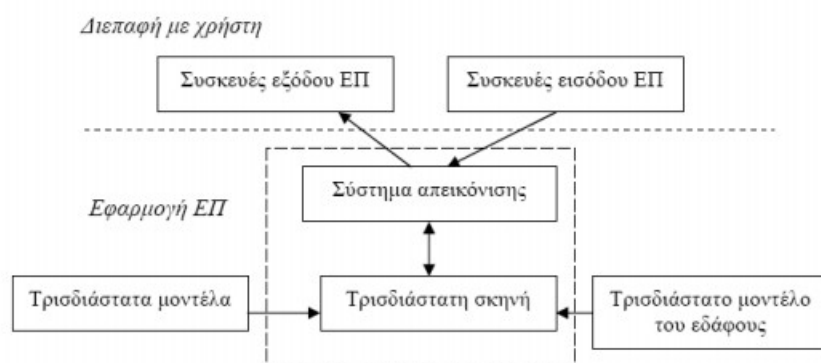 Διεπαφή με χρήστη
Συσκευές εξόδου ΕΠ
Συσκευές εισόδου ΕΠ
Σύστημα απεικόνισης
Εφαρμογή ΕΠ
Τρισδιάστατα μοντέλα
Τρισδιάστατη σκηνή
Τρισδιάστατο μοντέλο
του εδάφους